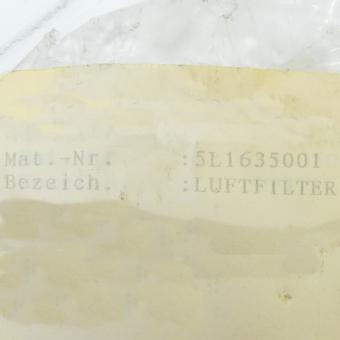 Mat.-Nr. :5L1635001
Bezeich. :LUFTFILTER